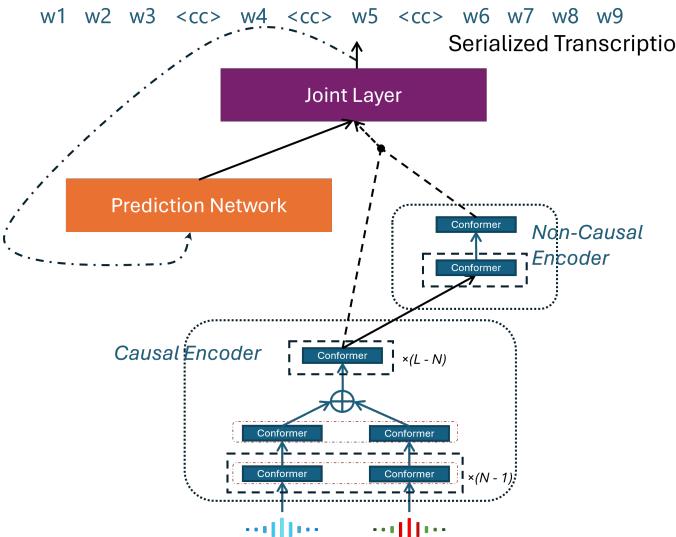 w1 w2 w3 <cc> w4 <cc> w5 <cc> w6 w7 w8 w9
Serialized Transcriptio
Joint Layer
Prediction Network
Conformer
Non-Causal
Encoder
Conformer
Causal Encoder
Conformer
×(L - N)
Conformer Conformer
Conformer Conformer
×(N - 1)